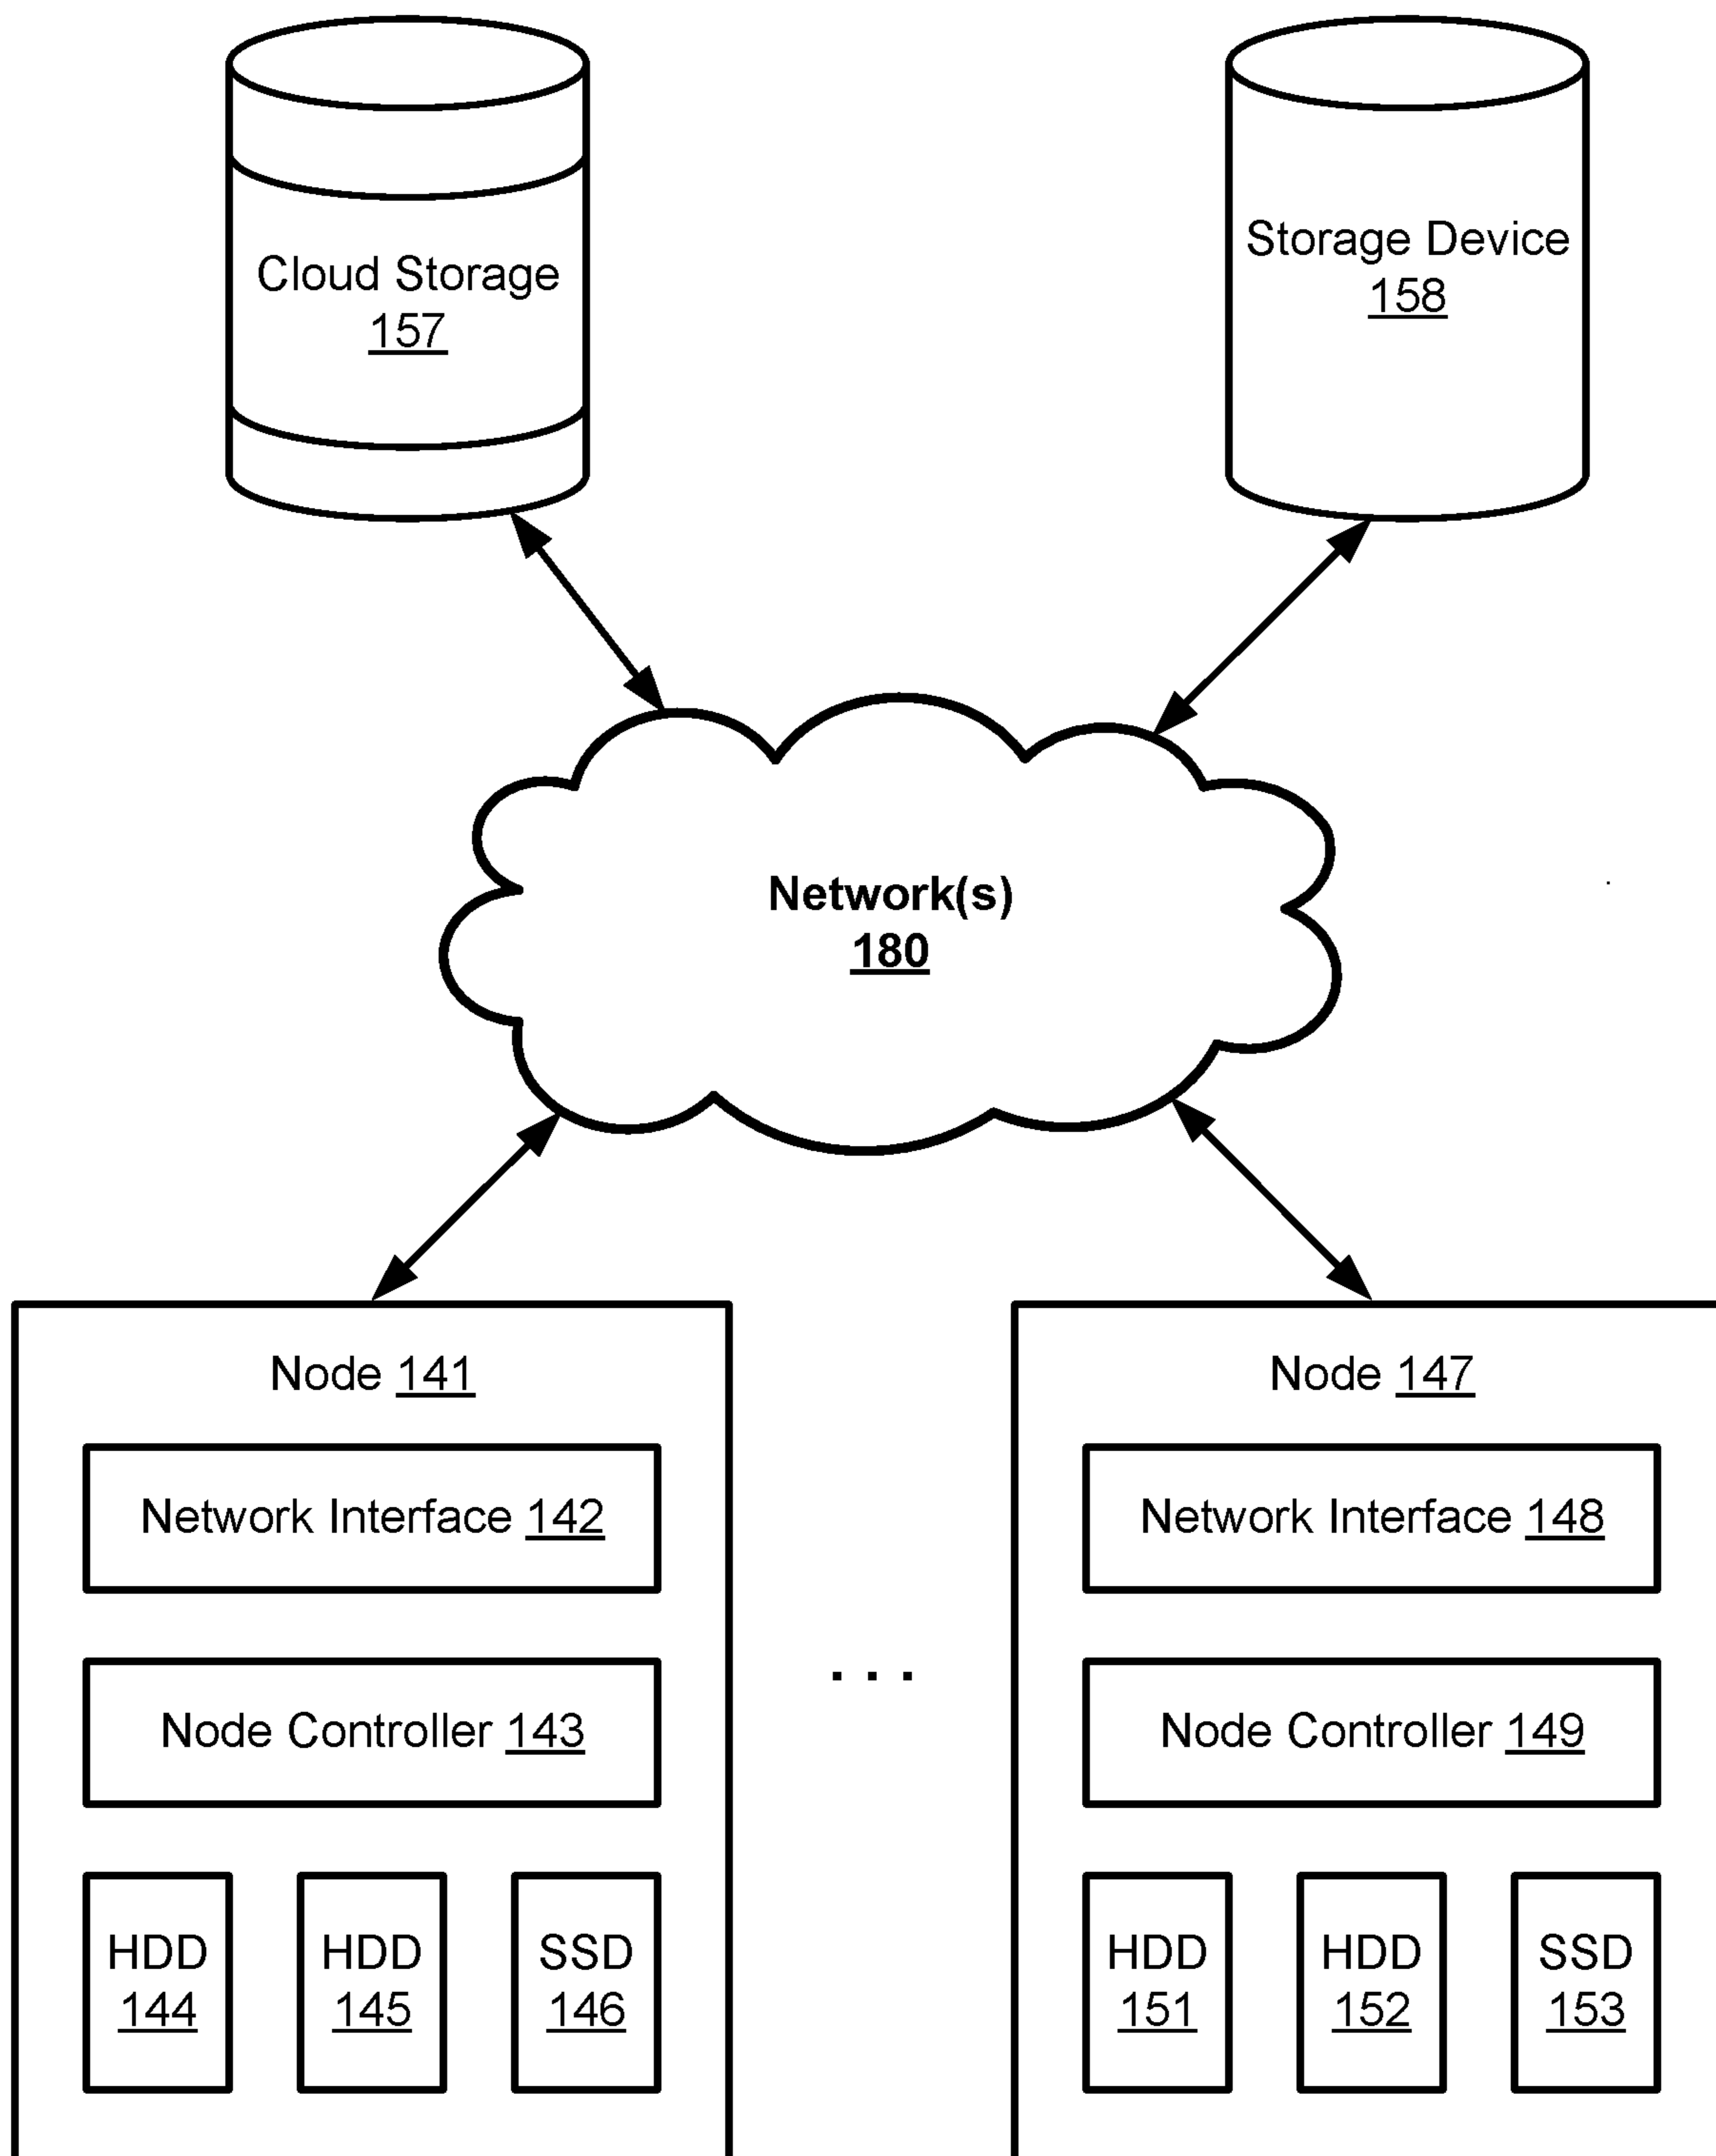 Cloud Storage
157
Storage Device
158
Network(s)
180
Node 141
Network Interface 142
Node Controller 143
HDD
144
HDD
145
SSD
146
. . .
Node 147
Network Interface 148
Node Controller 149
HDD
151
HDD
152
SSD
153